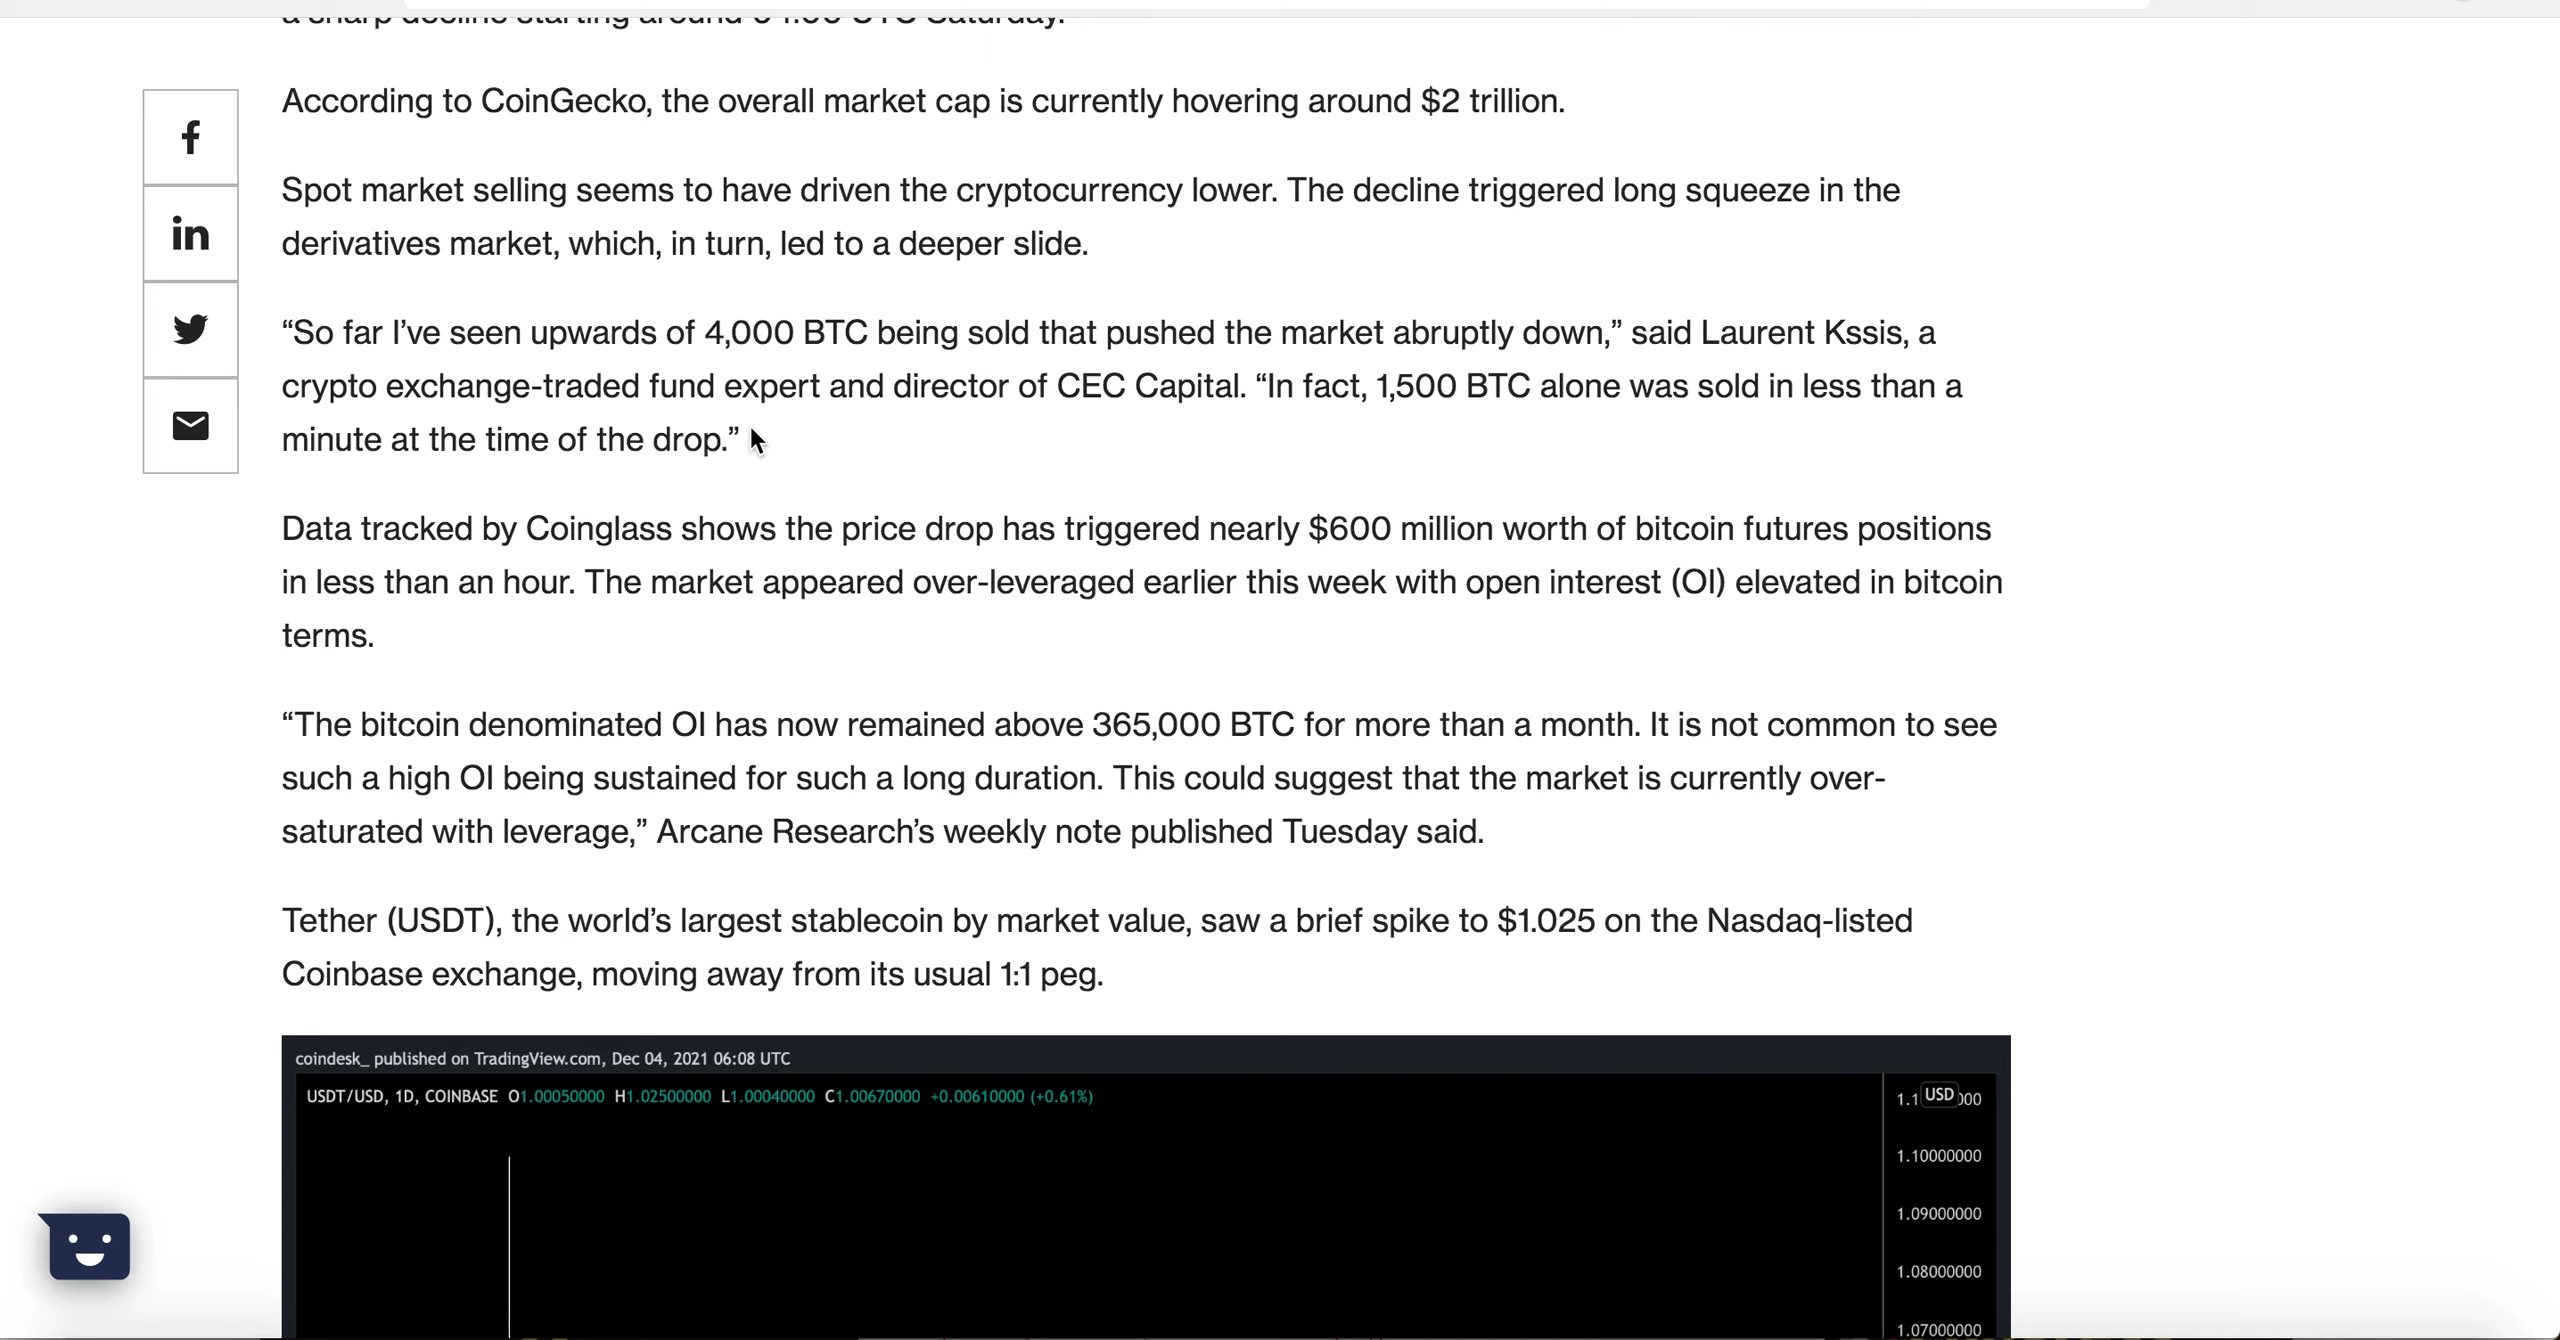 a sharp decline starting around
Saturday.
According to CoinGecko, the overall market cap is currently hovering around $2 trillion.
Spot market selling seems to have driven the cryptocurrency lower. The decline triggered long squeeze in the
derivatives market, which, in turn, led to a deeper slide.
“So far I’ve seen upwards of 4,000 BTC being sold that pushed the market abruptly down,” said Laurent Kssis, a
crypto exchange-traded fund expert and director of CEC Capital. “In fact, 1,500 BTC alone was sold in less than a
minute at the time of the drop.”
Data tracked by Coinglass shows the price drop has triggered nearly $600 million worth of bitcoin futures positions
in less than an hour. The market appeared over-leveraged earlier this week with open interest (OI) elevated in bitcoin
terms.
“The bitcoin denominated OI has now remained above 365,000 BTC for more than a month. It is not common to see
such a high OI being sustained for such a long duration. This could suggest that the market is currently over-
saturated with leverage,” Arcane Research’s weekly note published Tuesday said.
Tether (USDT), the world’s largest stablecoin by market value, saw a brief spike to $1.025 on the Nasdaq-listed
Coinbase exchange, moving away from its usual 1:1 peg.
coindesk_ published on TradingView.com, Dec 04, 2021 06:08 UTC
USDT/USD, 1D, COINBASE O1.00050000 H1.02500000 L1.00040000 C1.00670000 +0.00610000 (+0.61%)
USD
1.10000000
1.09000000
1.08000000
1.07000000
f
in